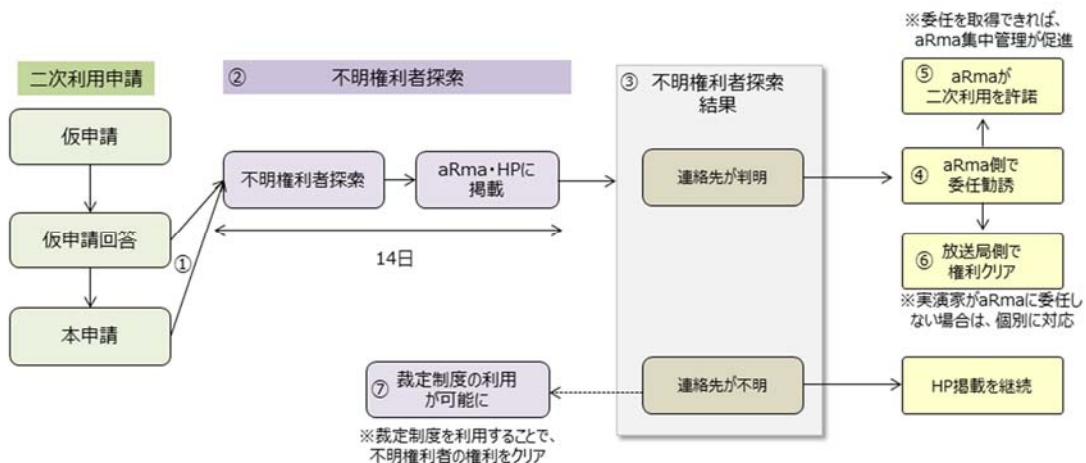 二次利用申請
仮申請
仮申請回答
本申請
①
② 不明権利者探索
不明権利者探索
aRma・HPに
掲載
14日
③ 不明権利者探索
結果
連絡先が判明
連絡先が不明
※委任を取得できれば、
aRma集中管理が促進
⑤ aRmaが
二次利用を許諾
④ aRma側で
委任勧誘
⑥ 放送局側で
権利クリア
※実演家がaRmaに委任し
ない場合は、個別に対応
HP掲載を継続
⑦ 裁定制度の利用
が可能に
※裁定制度を利用することで、
不明権利者の権利をクリア